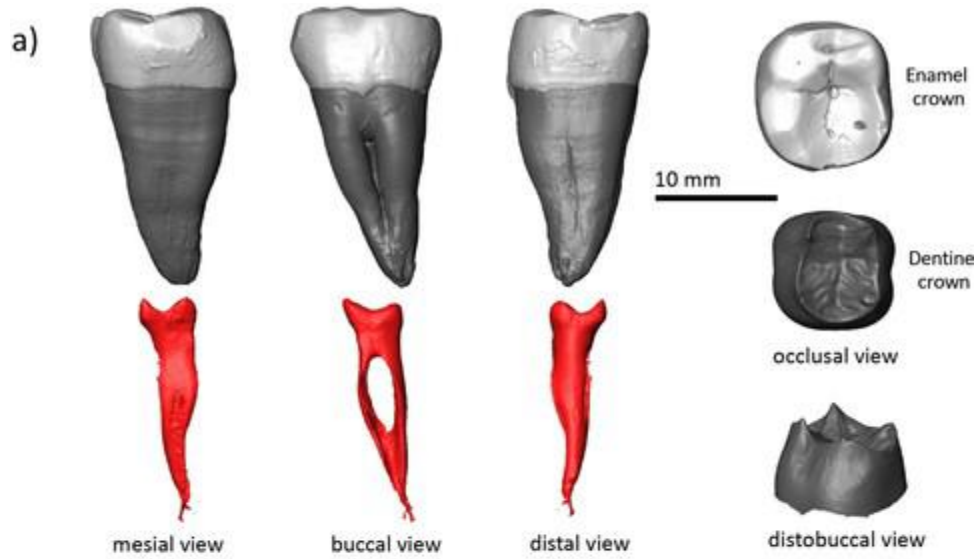 a)
Enamel
crown
10 mm
Dentine
crown
occlusal view
mesial view
buccal view
distal view
distobuccal view